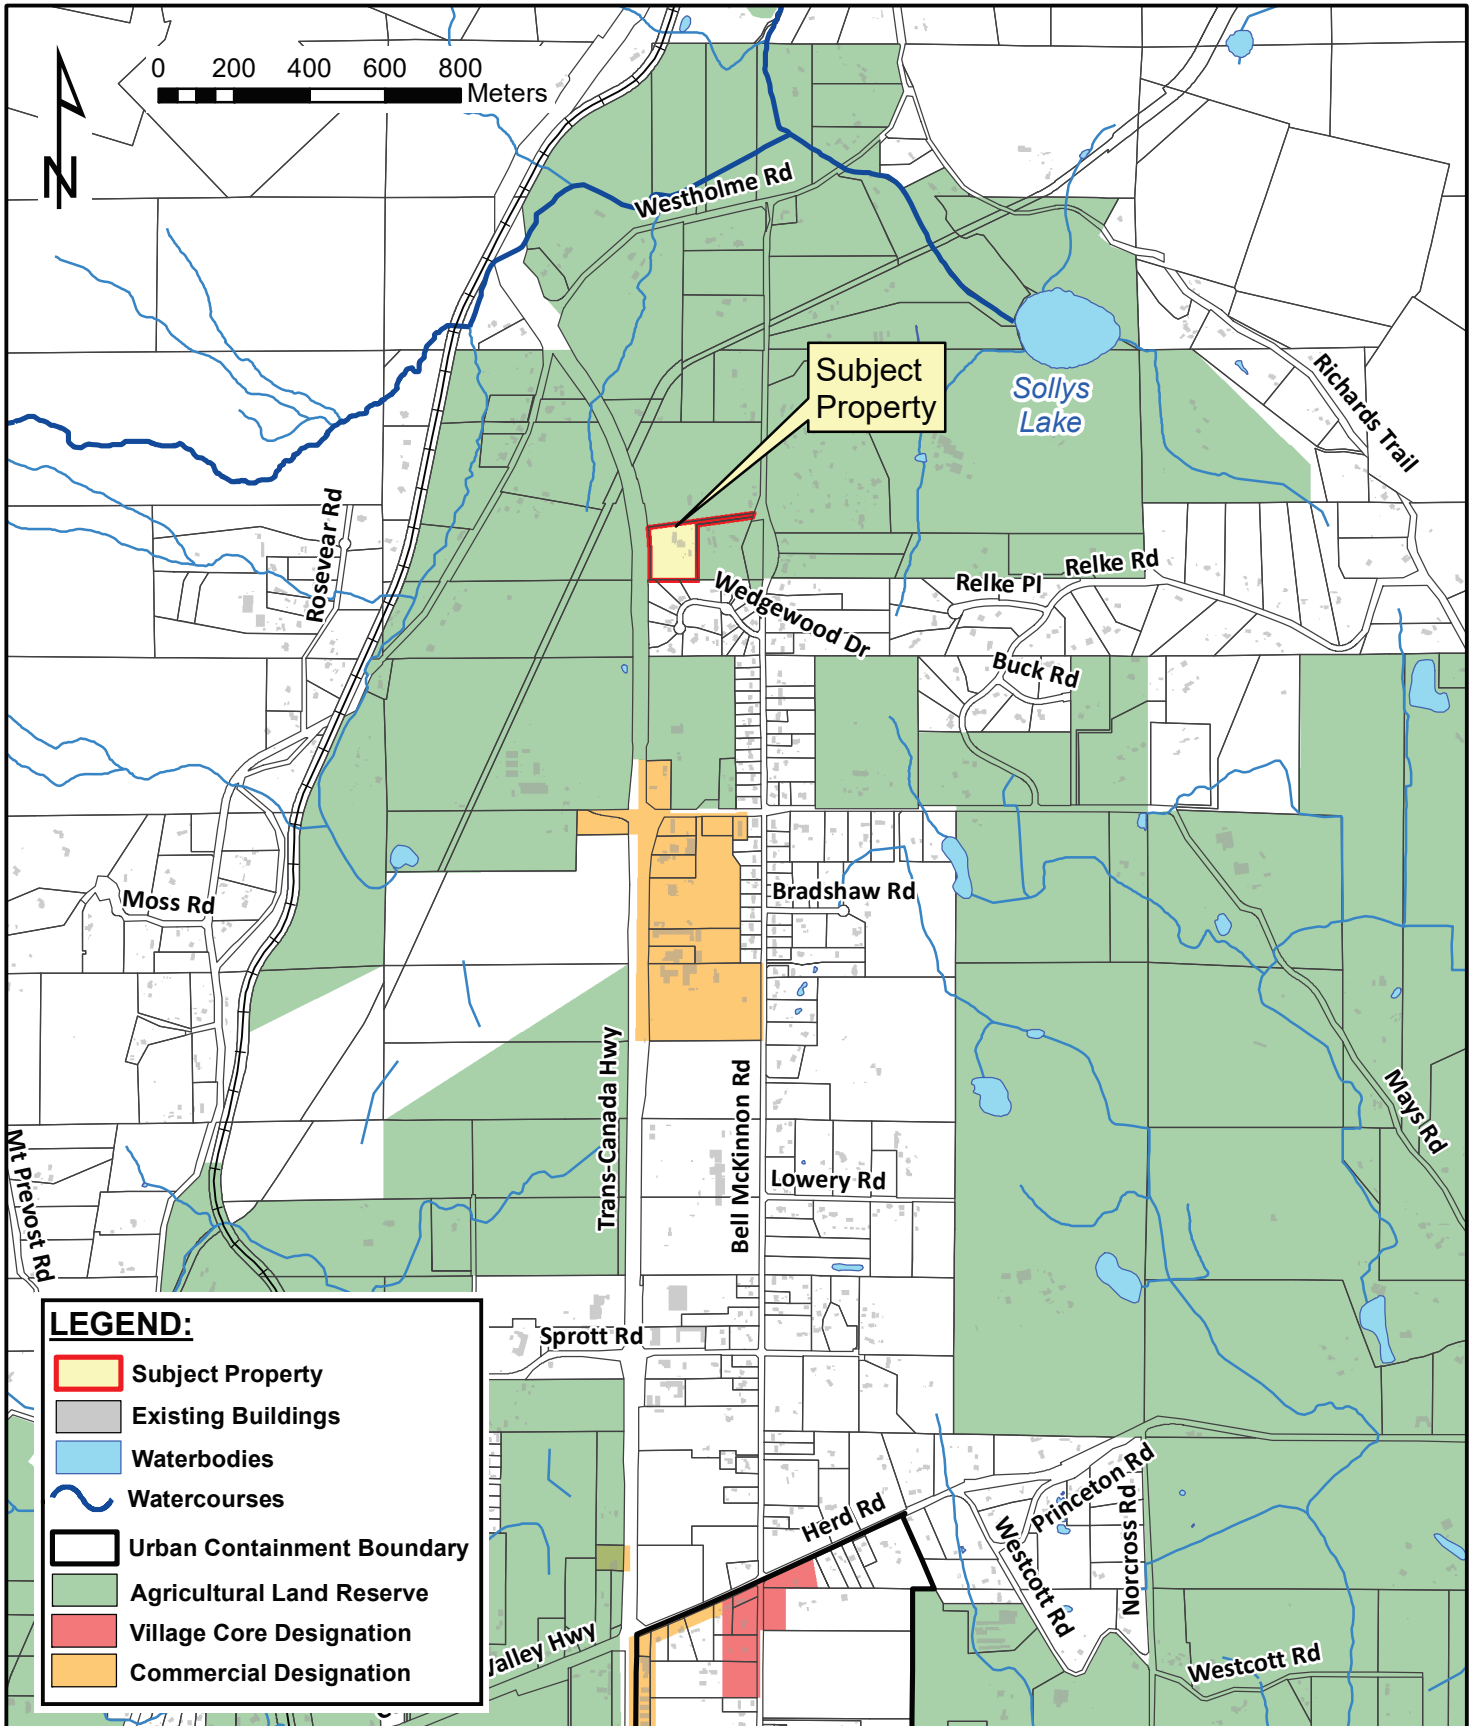 0 200 400 600 800
Meters
N
Westholme Rd
Subject
Property
Sollys
Lake
Richards Trail
Rosevear Rd
Relke Rd
Relke Pl
Wedgewood Dr
Buck Rd
Moss Rd
Bradshaw Rd
Trans-Canada Hwy
Bell McKinnon Rd
Mays Rd
Mt Prevost Rd
Lowery Rd
Sprott Rd
Herd Rd
Princeton Rd
Norcross Rd
Westcott Rd
Westcott Rd
Valley Hwy
LEGEND:
Subject Property
Existing Buildings
Waterbodies
Watercourses
Urban Containment Boundary
Agricultural Land Reserve
Village Core Designation
Commercial Designation